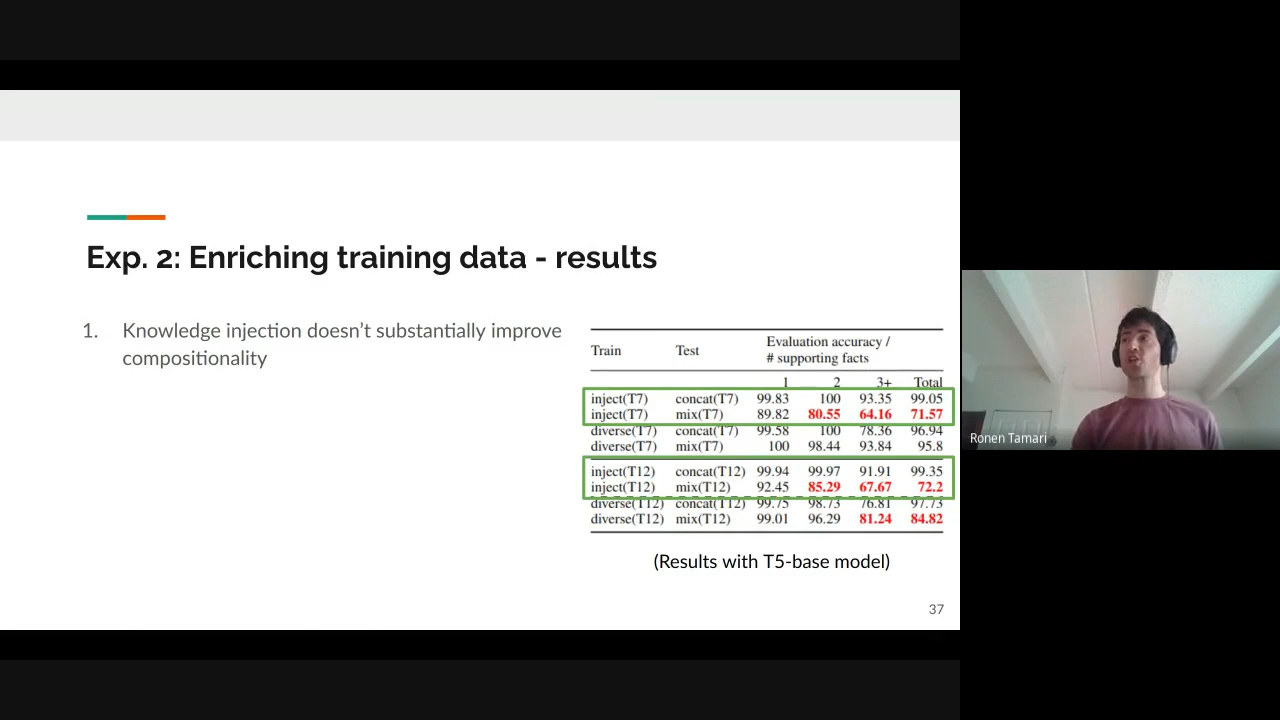 Exp. 2: Enriching training data - results
1. Knowledge injection doesn't substantially improve
compositionality
Train Test Evaluation accuracy /
# supporting facts
1 2 3+ Total
inject(T7) concat(T7) 99.83 100 93.35 99.05
inject(T7) mix(T7) 89.82 80.55 64.16 71.57
diverse(T7) concat(T7) 99.58 100 78.36 96.94
diverse(T7) mix(T7) 100 98.44 93.84 95.8
inject(T12) concat(T12) 99.94 99.97 91.91 99.35
inject(T12) mix(T12) 92.45 85.29 67.67 72.2
diverse(T12) concat(T12) 99.75 98.73 76.81 97.73
diverse(T12) mix(T12) 99.01 96.29 81.24 84.82
(Results with T5-base model)
37
Ronen Tamari